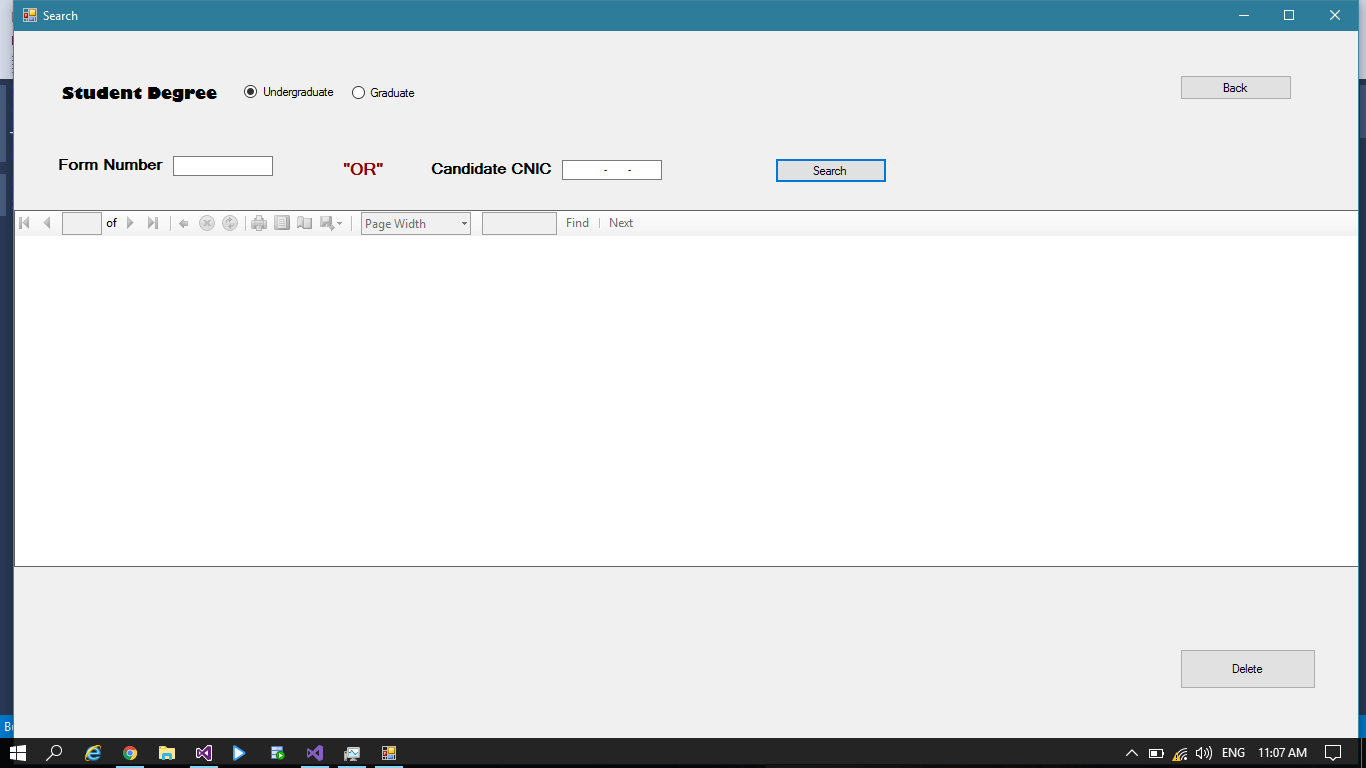 Search
Student Degree Undergraduate Graduate Back
Form Number "OR" Candidate CNIC - - Search
of Page Width Find Next
Delete
ENG 11:07 AM